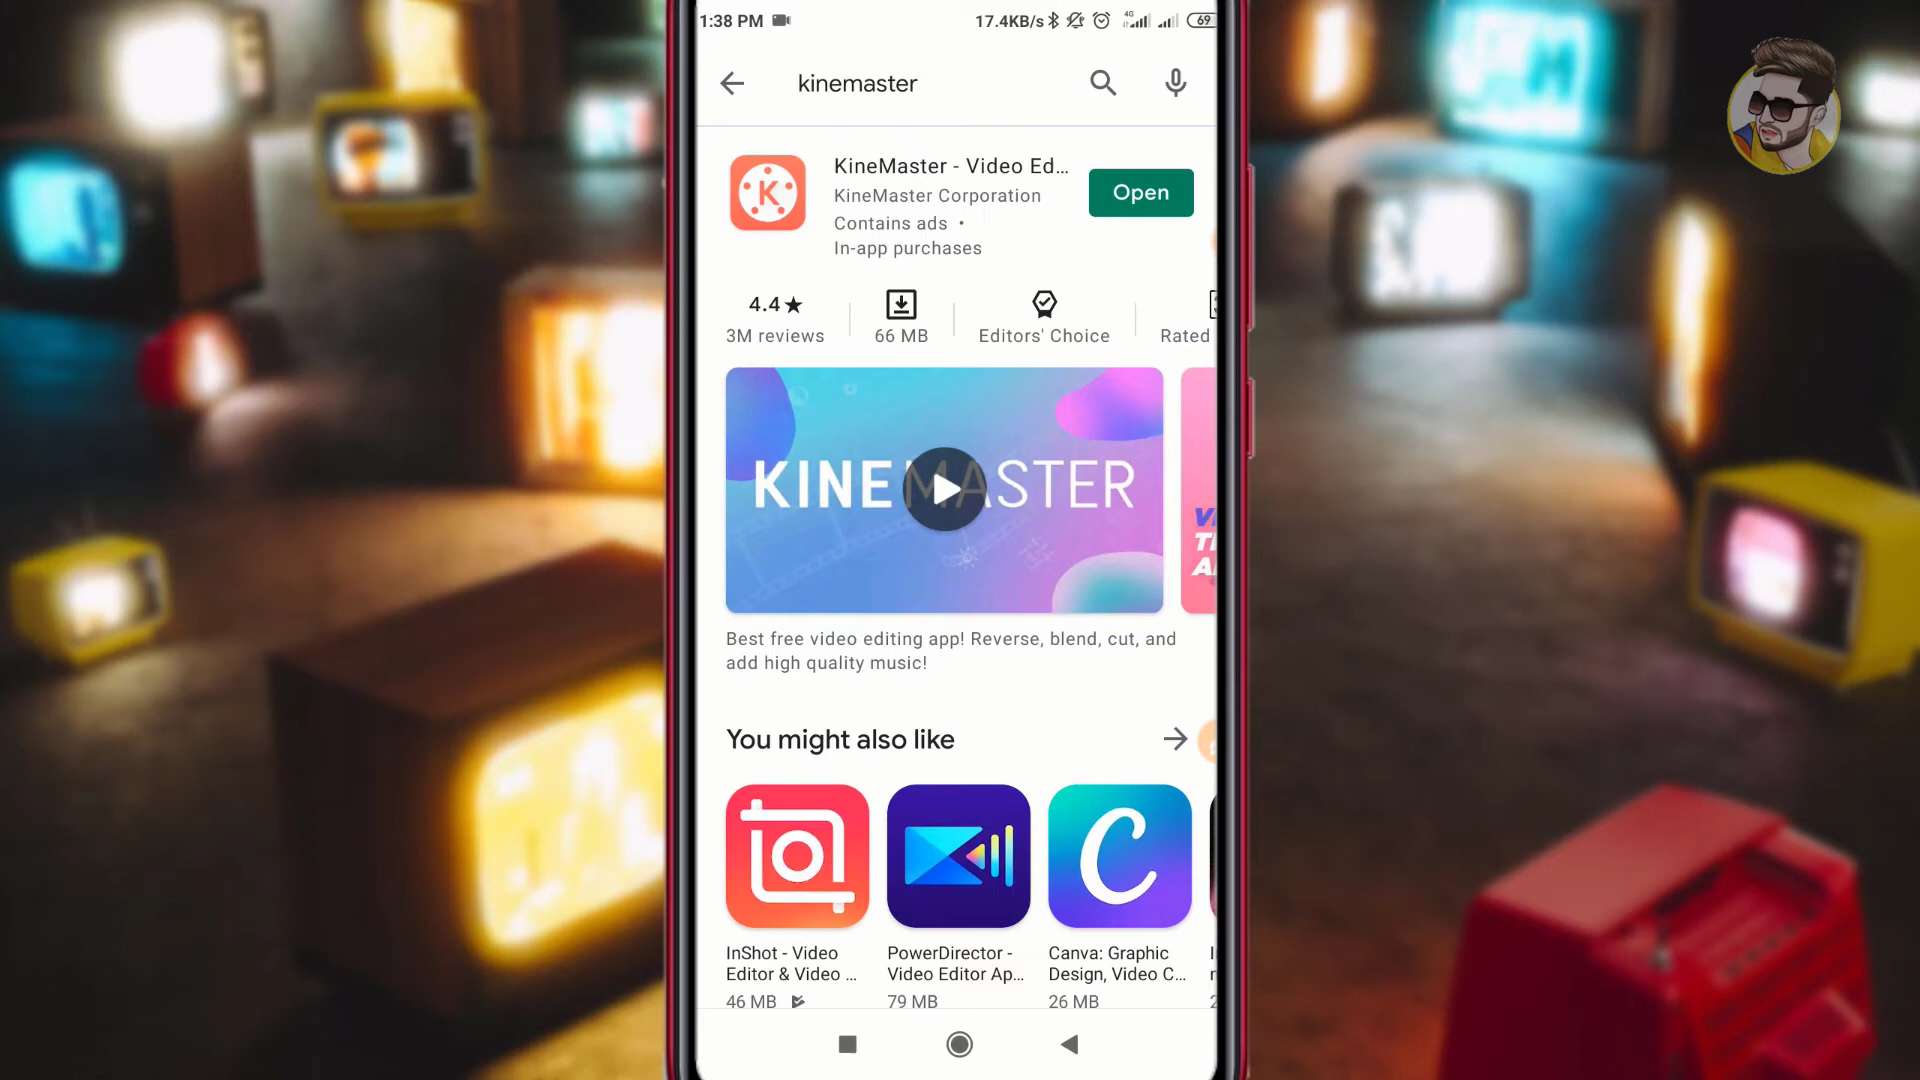 1:38 PM 17.4KB/s 4G 69
kinemaster
KineMaster - Video Ed...
KineMaster Corporation
Contains ads •
In-app purchases
Open
K
4.4★
3M reviews
66 MB
Editors' Choice
Rated
KINEMASTER
Best free video editing app! Reverse, blend, cut, and
add high quality music!
You might also like
C
InShot - Video
Editor & Video ...
46 MB
PowerDirector -
Video Editor Ap...
79 MB
Canva: Graphic
Design, Video C...
26 MB